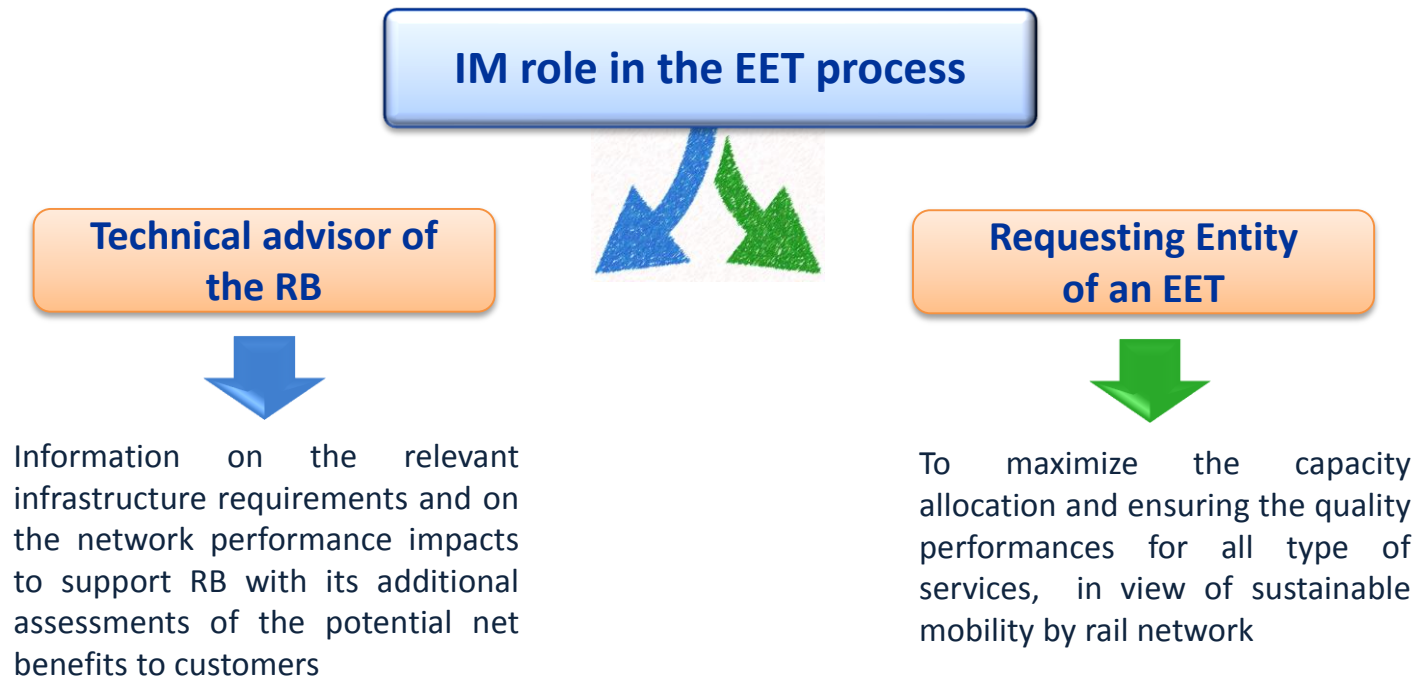 IM role in the EET process
Technical advisor of
the RB
Requesting Entity
of an EET
Information on the relevant
infrastructure requirements and on
the network performance impacts
to support RB with its additional
assessments of the potential net
benefits to customers
To maximize the capacity
allocation and ensuring the quality
performances for all type of
services, in view of sustainable
mobility by rail network